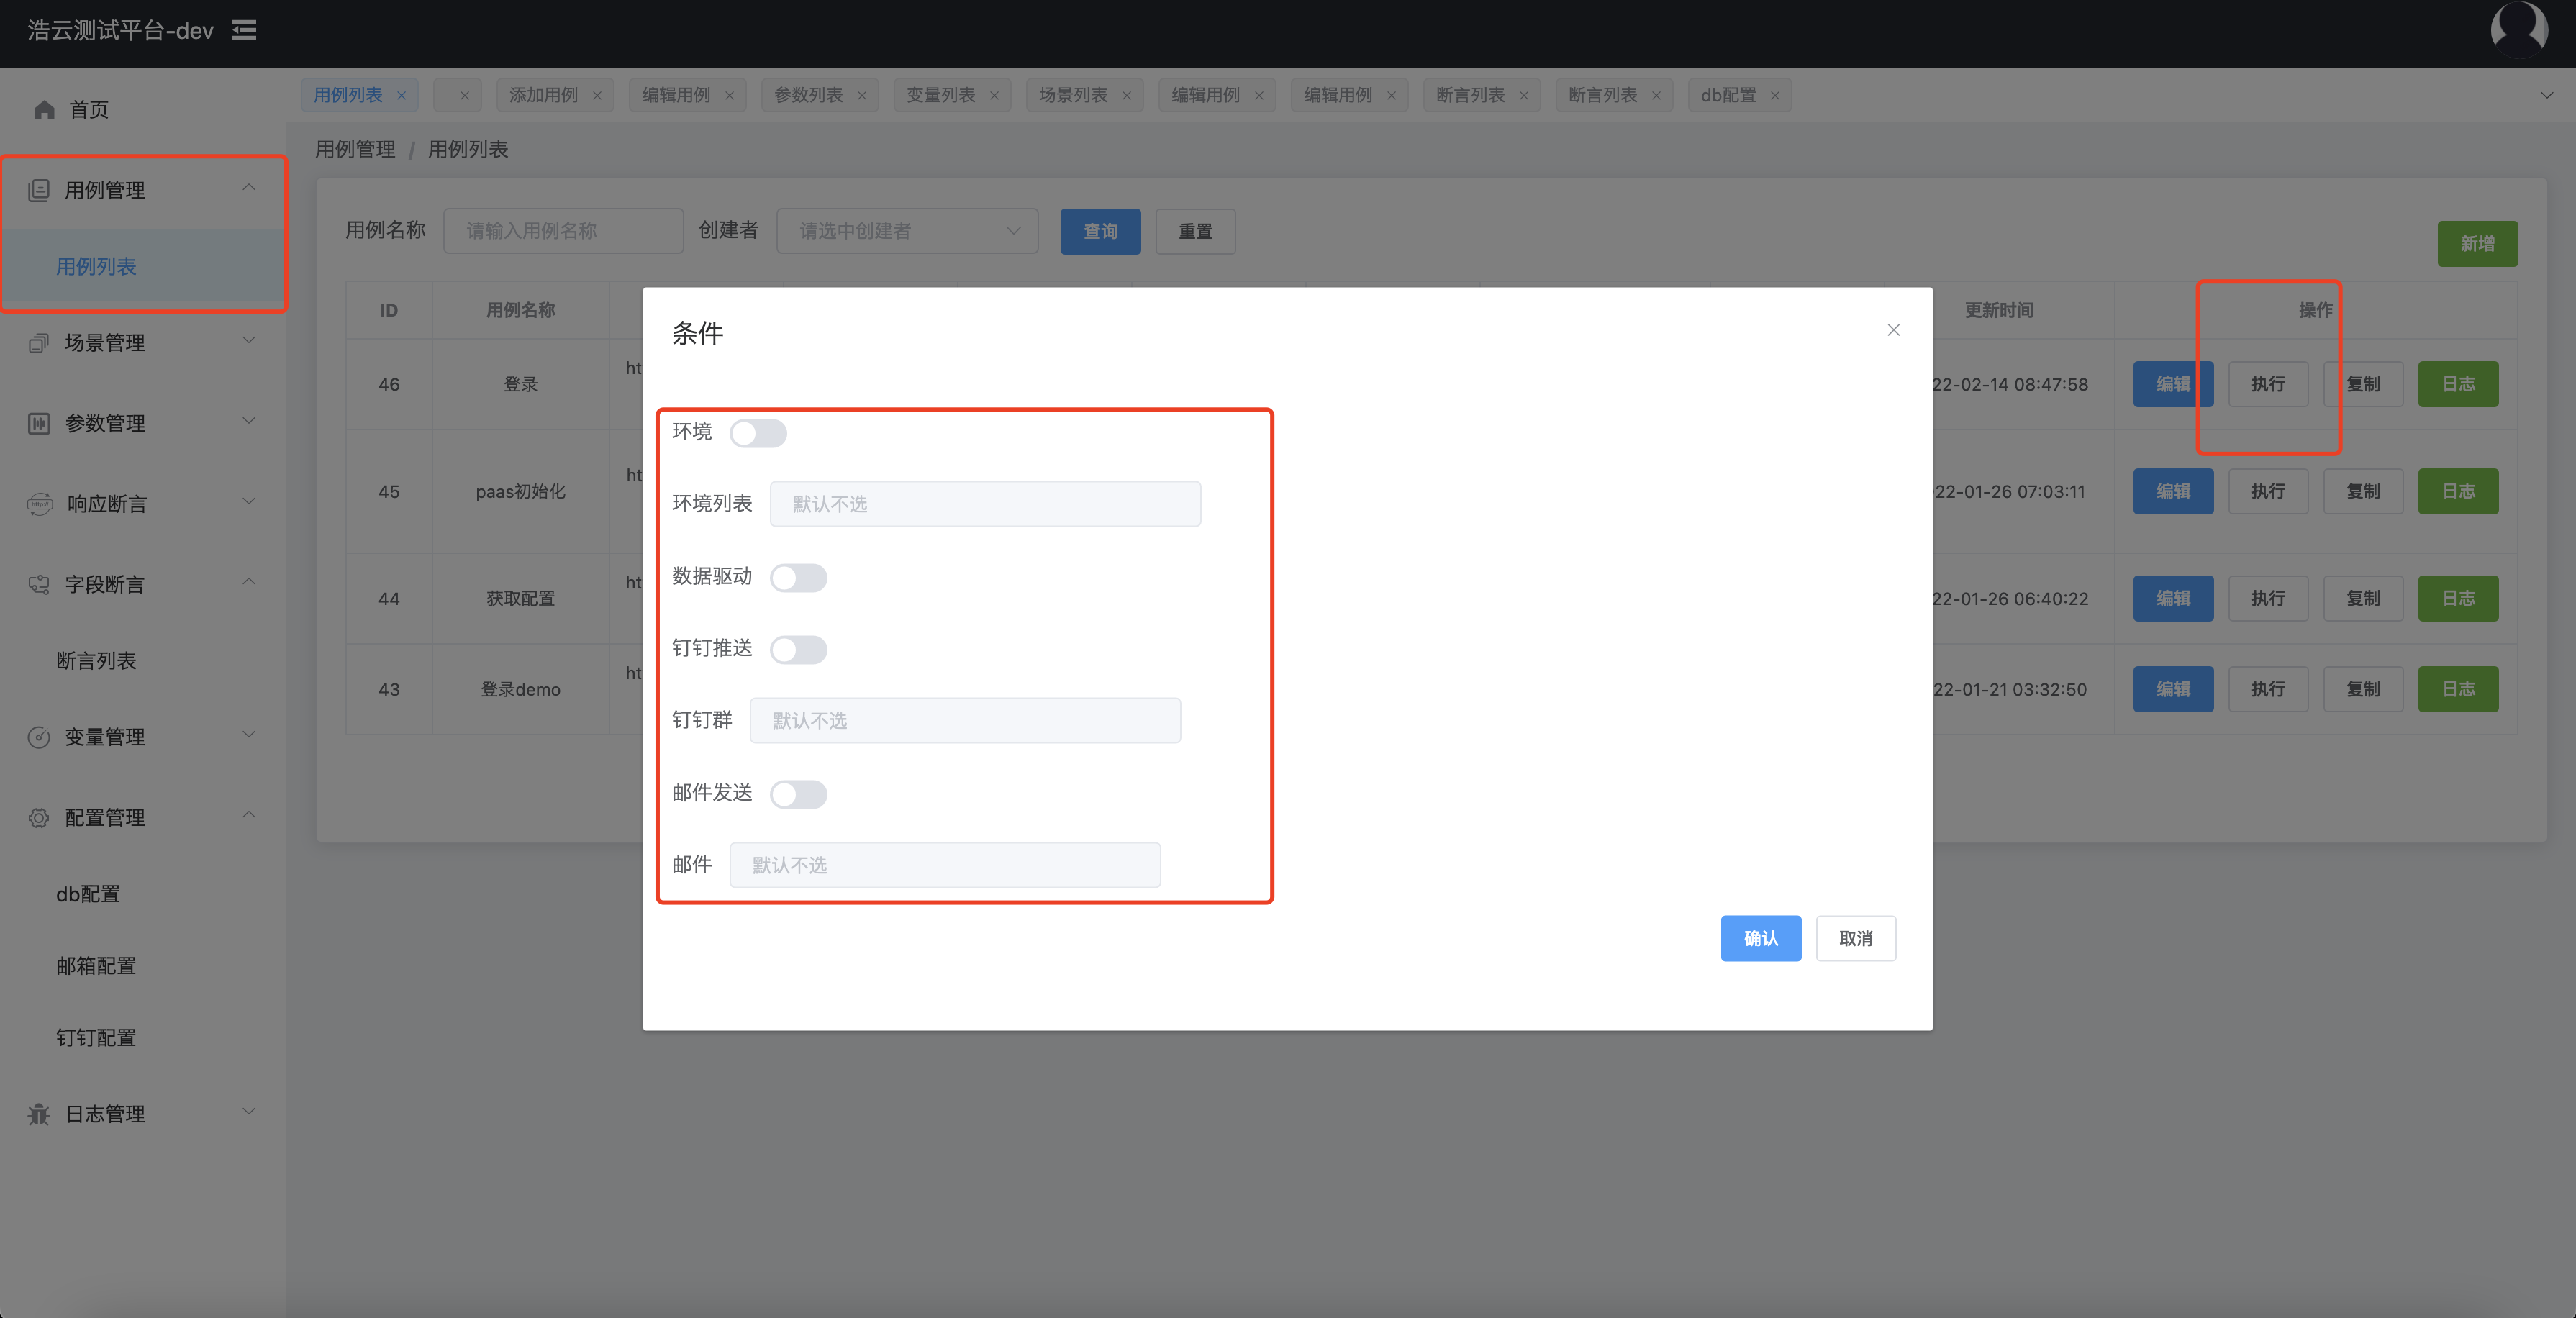 浩云测试平台-dev
首页
用例管理
用例列表
场景管理
参数管理
响应断言
字段断言
断言列表
变量管理
配置管理
db配置
邮箱配置
钉钉配置
日志管理
用例列表 添加用例 编辑用例 参数列表 变量列表 场景列表 编辑用例 编辑用例 断言列表 断言列表 db配置
用例管理 / 用例列表
用例名称 请输入用例名称 创建者 请选中创建者 查询 重置
新增
ID 用例名称 更新时间 操作
46 登录 ht 22-02-14 08:47:58 编辑 执行 复制 日志
45 paas初始化 ht 22-01-26 07:03:11 编辑 执行 复制 日志
44 获取配置 ht 22-01-26 06:40:22 编辑 执行 复制 日志
43 登录demo ht 22-01-21 03:32:50 编辑 执行 复制 日志
条件
环境
环境列表 默认不选
数据驱动
钉钉推送
钉钉群 默认不选
邮件发送
邮件 默认不选
确认 取消